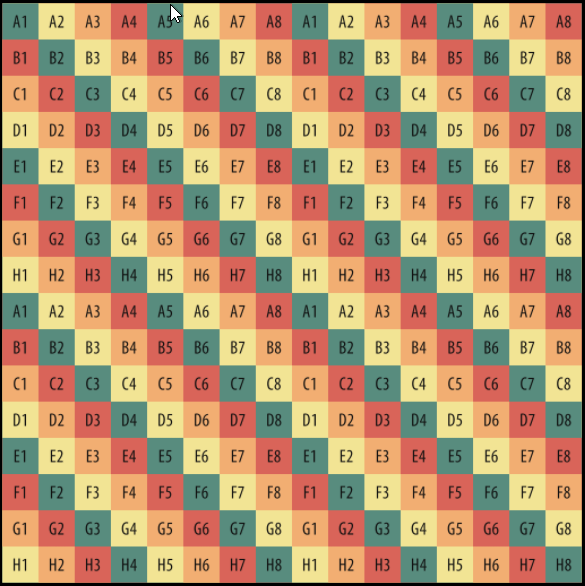 A1 A2 A3 A4 A5 A6 A7 A8 A1 A2 A3 A4 A5 A6 A7 A8
B1 B2 B3 B4 B5 B6 B7 B8 B1 B2 B3 B4 B5 B6 B7 B8
C1 C2 C3 C4 C5 C6 C7 C8 C1 C2 C3 C4 C5 C6 C7 C8
D1 D2 D3 D4 D5 D6 D7 D8 D1 D2 D3 D4 D5 D6 D7 D8
E1 E2 E3 E4 E5 E6 E7 E8 E1 E2 E3 E4 E5 E6 E7 E8
F1 F2 F3 F4 F5 F6 F7 F8 F1 F2 F3 F4 F5 F6 F7 F8
G1 G2 G3 G4 G5 G6 G7 G8 G1 G2 G3 G4 G5 G6 G7 G8
H1 H2 H3 H4 H5 H6 H7 H8 H1 H2 H3 H4 H5 H6 H7 H8
A1 A2 A3 A4 A5 A6 A7 A8 A1 A2 A3 A4 A5 A6 A7 A8
B1 B2 B3 B4 B5 B6 B7 B8 B1 B2 B3 B4 B5 B6 B7 B8
C1 C2 C3 C4 C5 C6 C7 C8 C1 C2 C3 C4 C5 C6 C7 C8
D1 D2 D3 D4 D5 D6 D7 D8 D1 D2 D3 D4 D5 D6 D7 D8
E1 E2 E3 E4 E5 E6 E7 E8 E1 E2 E3 E4 E5 E6 E7 E8
F1 F2 F3 F4 F5 F6 F7 F8 F1 F2 F3 F4 F5 F6 F7 F8
G1 G2 G3 G4 G5 G6 G7 G8 G1 G2 G3 G4 G5 G6 G7 G8
H1 H2 H3 H4 H5 H6 H7 H8 H1 H2 H3 H4 H5 H6 H7 H8